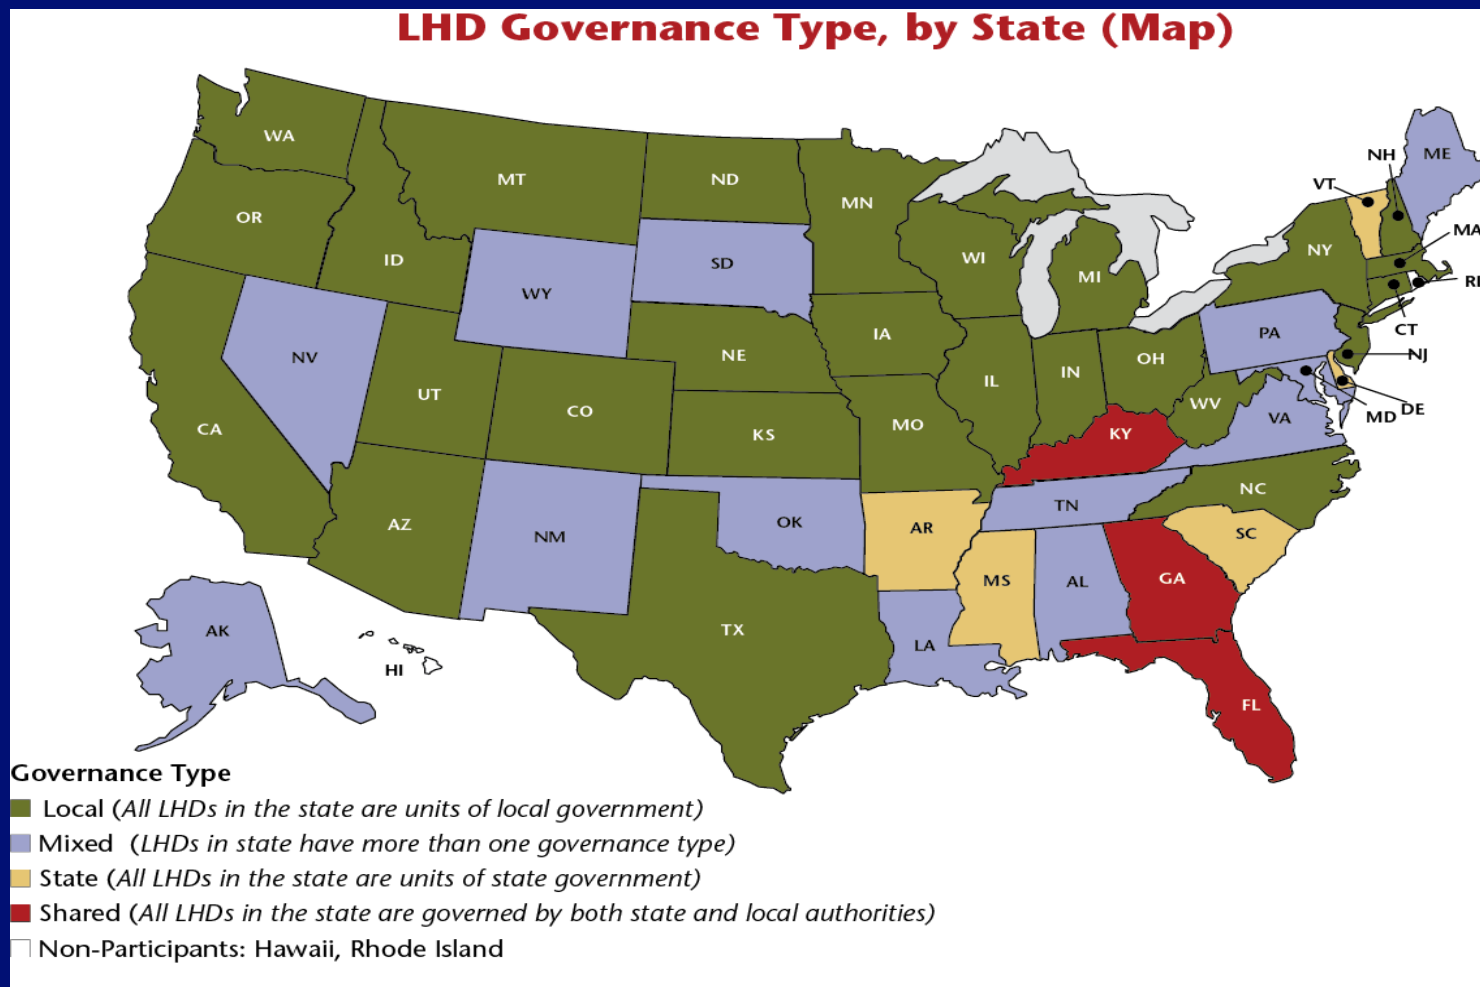 LHD Governance Type, by State (Map)
WA
MT
ND
MN
OR
ID
WY
SD
WI
MI
NY
VT
NH
ME
MA
RI
CT
NJ
DE
MD
PA
NV
UT
CO
NE
IA
IL
IN
OH
WV
VA
CA
KS
MO
KY
AZ
NM
OK
AR
TN
NC
SC
MS
AL
GA
TX
LA
FL
AK
HI
Governance Type
Local (All LHDs in the state are units of local government)
Mixed (LHDs in state have more than one governance type)
State (All LHDs in the state are units of state government)
Shared (All LHDs in the state are governed by both state and local authorities)
Non-Participants: Hawaii, Rhode Island